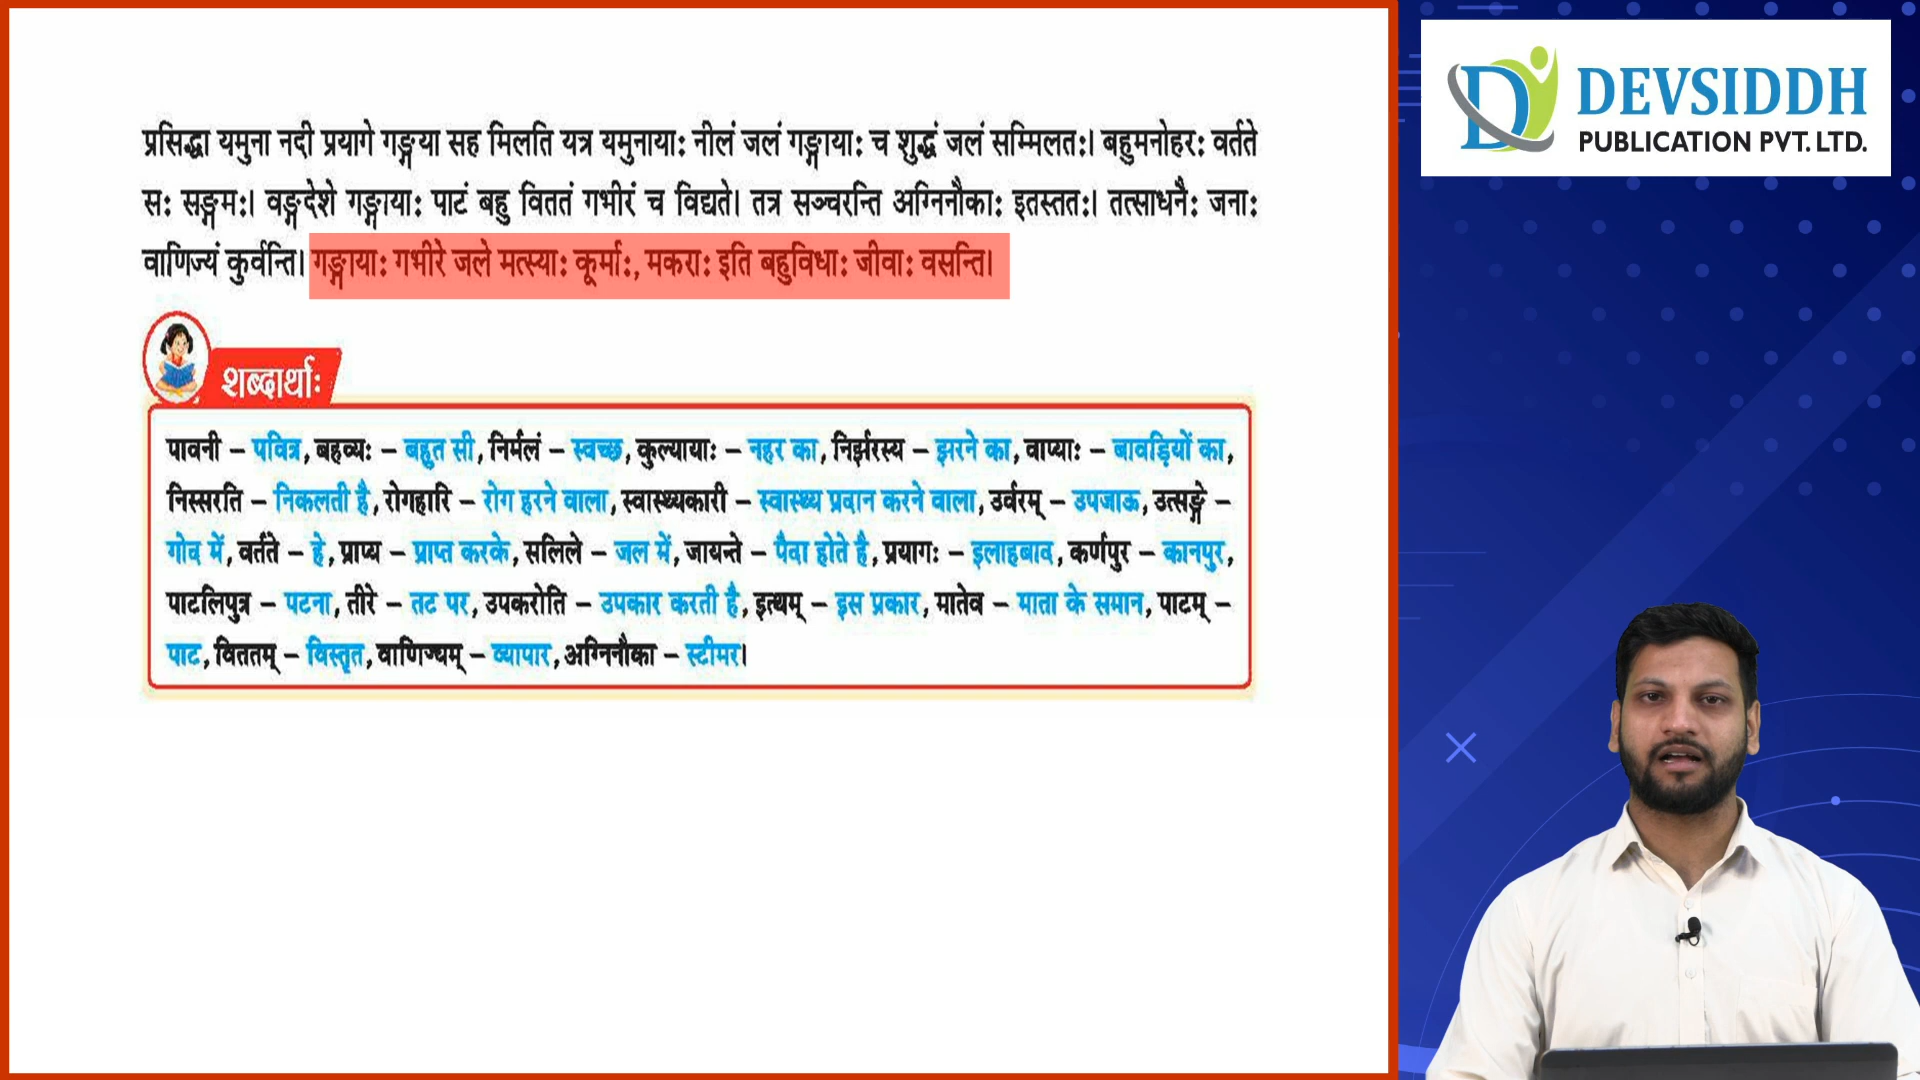 प्रसिद्धा यमुना नदी प्रयागे गङ्गया सह मिलति यत्र यमुनायाः नीलं जलं गङ्गायाः च शुद्धं जलं सम्मिलतः। बहुमनोहरः वर्तते
सः सङ्गमः। वङ्गदेशे गङ्गायाः पाटं बहु विततं गभीरं च विद्यते। तत्र सञ्चरन्ति अग्निनौकाः इतस्ततः। तत्साधनैः जनाः
वाणिज्यं कुर्वन्ति। गङ्गायाः गभीरे जले मत्स्याः कूर्माः, मकराः इति बहुविधाः जीवाः वसन्ति।
शब्दार्थाः
पावनी – पवित्र, बहव्यः – बहुत सी, निर्मलं – स्वच्छ, कुल्यायाः – नहर का, निर्झरस्य – झरने का, वाप्याः – बावड़ियों का,
निस्सरति – निकलती है, रोगहारि – रोग हरने वाला, स्वास्थ्यकारी – स्वास्थ्य प्रदान करने वाला, उर्वरम् – उपजाऊ, उत्सङ्गे –
गोद में, वर्तते – है, प्राप्य – प्राप्त करके, सलिले – जल में, जायन्ते – पैदा होते है, प्रयागः – इलाहबाद, कर्णपुर – कानपुर,
पाटलिपुत्र – पटना, तीरे – तट पर, उपकरोति – उपकार करती है, इत्थम् – इस प्रकार, मातेव – माता के समान, पाटम् –
पाट, विततम् – विस्तृत, वाणिज्यम् – व्यापार, अग्निनौका – स्टीमर।
DEVSIDDH
PUBLICATION PVT. LTD.